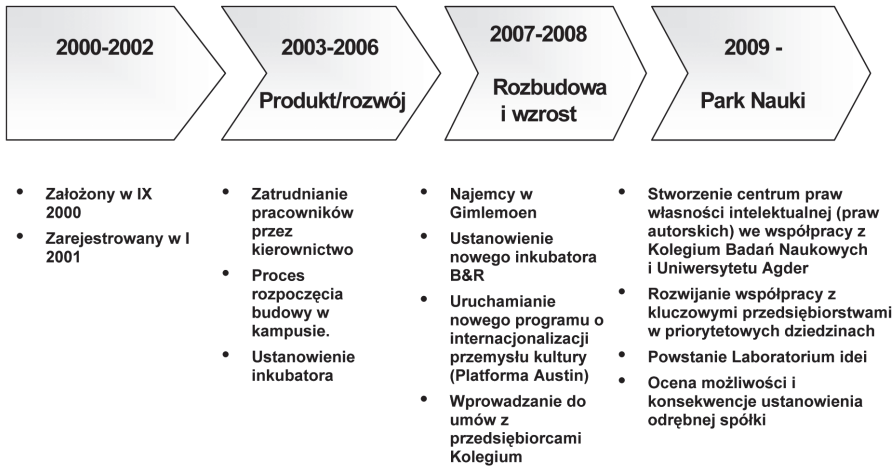 2000-2002
2003-2006
Produkt/rozwój
2007-2008
Rozbudowa
i wzrost
2009 -
Park Nauki
• Założony w IX
2000
• Zarejestrowany w I
2001
• Zatrudnianie
pracowników
przez
kierownictwo
• Proces
rozpoczęcia
budowy w
kampusie.
• Ustanowienie
inkubatora
• Najemcy w
Gimlemoen
• Ustanowienie
nowego inkubatora
B&R
• Uruchamianie
nowego programu o
internacjonalizacji
przemysłu kultury
(Platforma Austin)
• Wprowadzanie do
umów z
przedsiębiorcami
Kolegium
• Stworzenie centrum praw
własności intelektualnej (praw
autorskich) we współpracy z
Kolegium Badań Naukowych
i Uniwersytetu Agder
• Rozwijanie współpracy z
kluczowymi przedsiębiorstwami
w priorytetowych dziedzinach
• Powstanie Laboratorium idei
• Ocena możliwości i
konsekwencje ustanowienia
odrębnej spółki